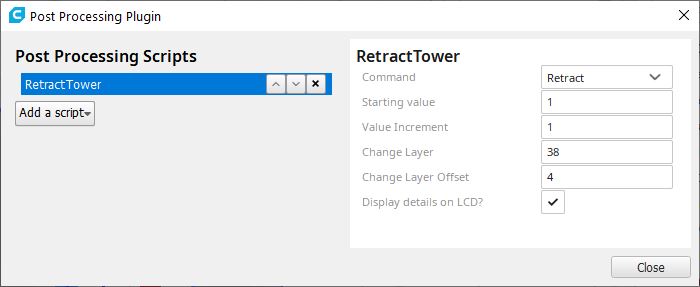 Post Processing Plugin
Post Processing Scripts
RetractTower
Add a script
RetractTower
Command Retract
Starting value 1
Value Increment 1
Change Layer 38
Change Layer Offset 4
Display details on LCD?
Close